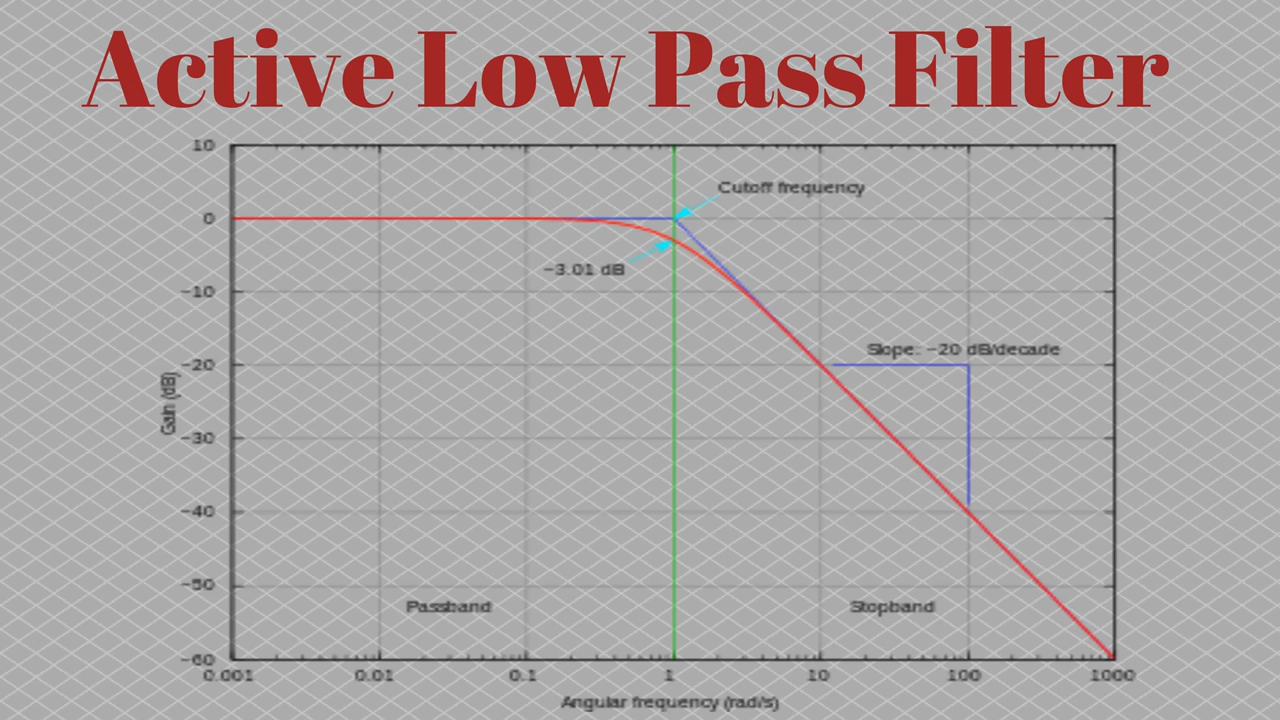 Active Low Pass Filter
10
Cutoff frequency
0
−3.01 dB
−10
Slope: −20 dB/decade
−20
Gain (dB)
−30
−40
−50
Passband
Stopband
−60
0.001
0.01
0.1
1
10
100
1000
Angular frequency (rad/s)